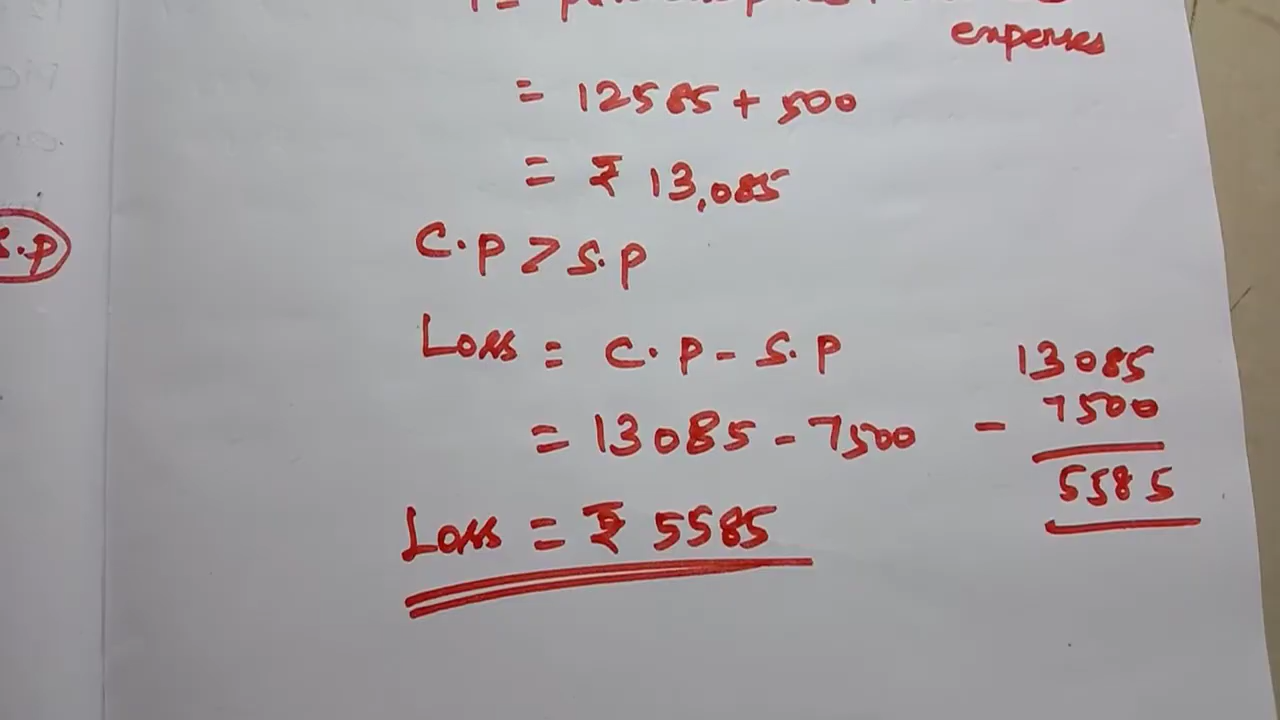 expenses
= 12585 + 500
= ₹ 13,085
C.P > S.P
S.P
Loss = C.P - S.P
= 13085 - 7500
13085
- 7500
5585
Loss = ₹ 5585